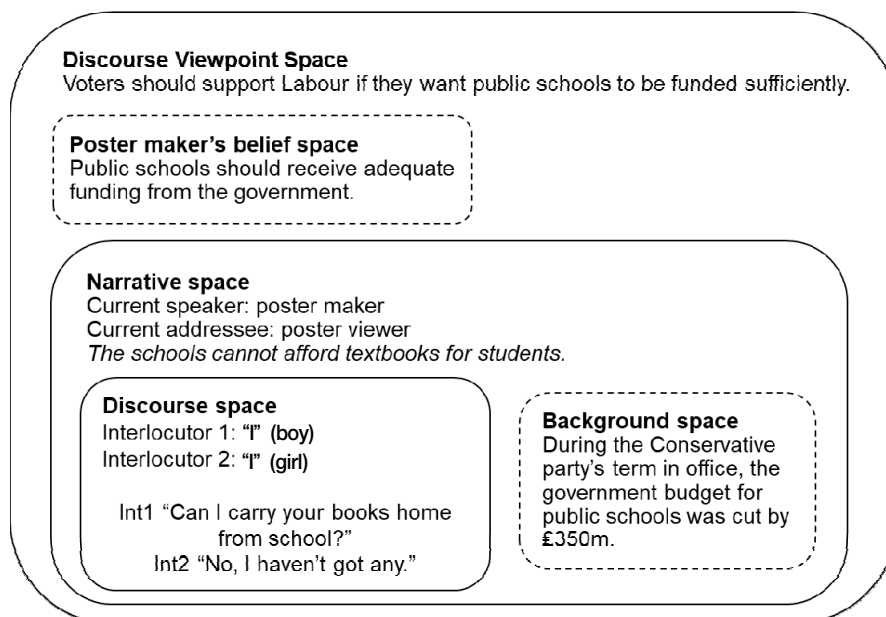 Discourse Viewpoint Space
Voters should support Labour if they want public schools to be funded sufficiently.
Poster maker's belief space
Public schools should receive adequate
funding from the government.
Narrative space
Current speaker: poster maker
Current addressee: poster viewer
The schools cannot afford textbooks for students.
Discourse space
Interlocutor 1: "I" (boy)
Interlocutor 2: "I" (girl)
Int1 "Can I carry your books home
from school?"
Int2 "No, I haven't got any."
Background space
During the Conservative
party's term in office, the
government budget for
public schools was cut by
£350m.